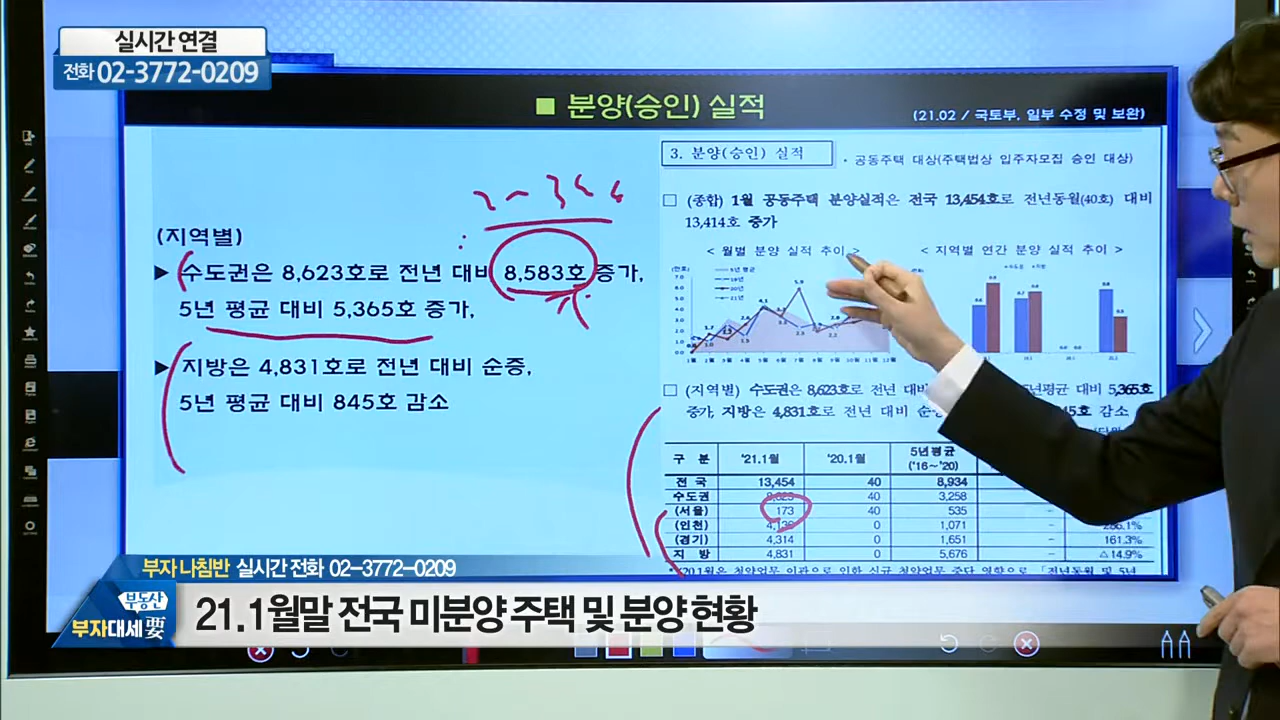 실시간 연결
전화 02-3772-0209
■ 분양(승인) 실적
(21.02 / 국토부, 일부 수정 및 보완)
(지역별)
▶ 수도권은 8,623호로 전년 대비 8,583호 증가,
5년 평균 대비 5,365호 증가,
▶ 지방은 4,831호로 전년 대비 순증,
5년 평균 대비 845호 감소
3. 분양(승인) 실적
• 공동주택 대상(주택법상 입주자모집 승인 대상)
□ (종합) 1월 공동주택 분양실적은 전국 13,454호로 전년동월(40호) 대비
13,414호 증가
< 월별 분양 실적 추이 >
< 지역별 연간 분양 실적 추이 >
□ (지역별) 수도권은 8,623호로 전년 대비 5년평균 대비 5,365호
증가, 지방은 4,831호로 전년 대비 순증 감소
구 분 '21.1월 '20.1월 5년평균
('16~'20)
전 국 13,454 40 8,934
수도권 8,623 40 3,258
(서울) 173 40 535
(인천) 4,136 0 1,071 286.1%
(경기) 4,314 0 1,651 161.3%
지 방 4,831 0 5,676 △14.9%
부자 나침반 실시간 전화 02-3772-0209
부동산
부자대세 要
21.1월말 전국 미분양 주택 및 분양 현황